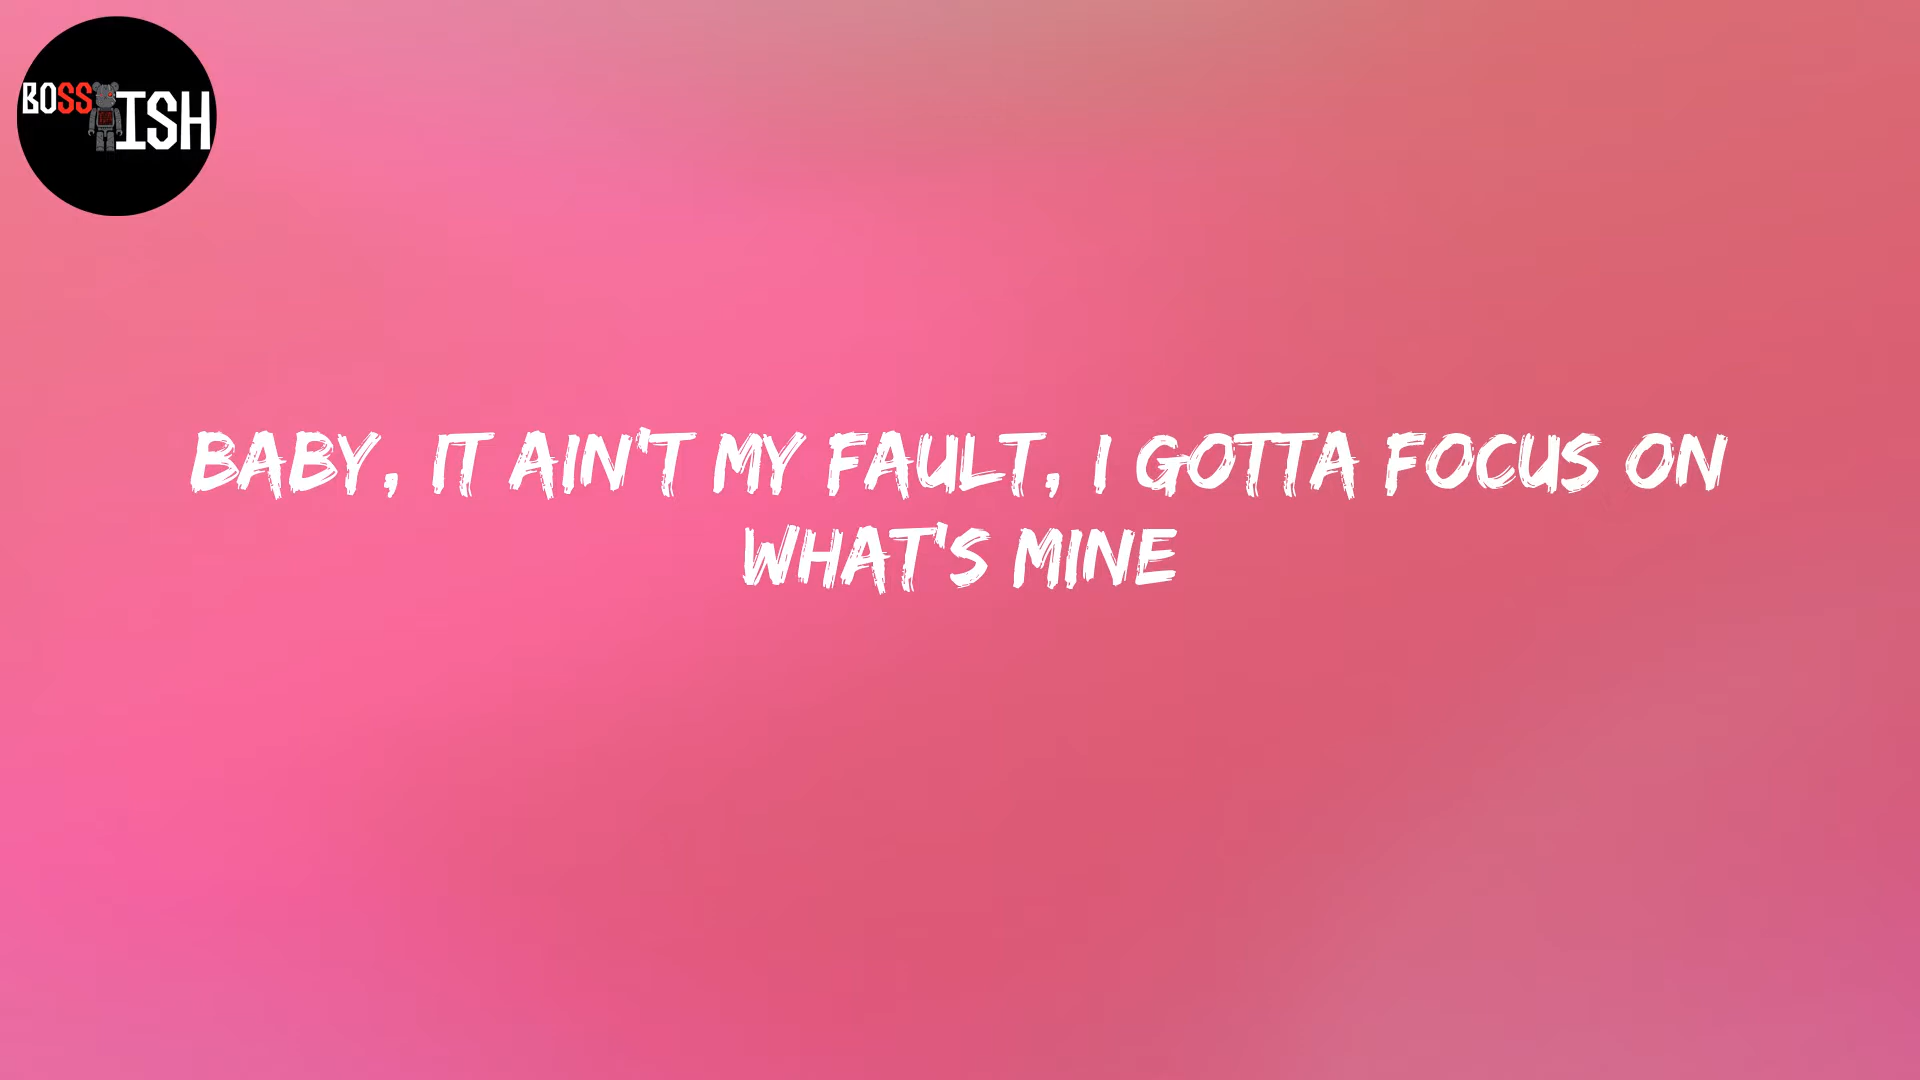 BOSS ISH
BABY, IT AIN'T MY FAULT, I GOTTA FOCUS ON
WHAT'S MINE